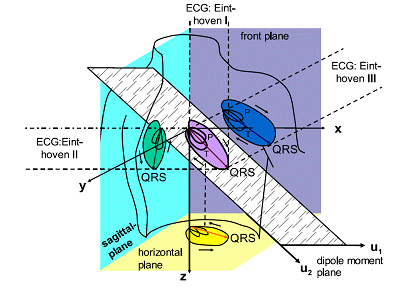 ECG: Eint-
hoven I
front plane
ECG: Eint-
hoven III
P
T
QRS
x
P
T
QRS
ECG:Eint-
hoven II
QRS
y
sagittal-
plane
horizontal
plane
QRS
z
u1
u2
dipole moment
plane